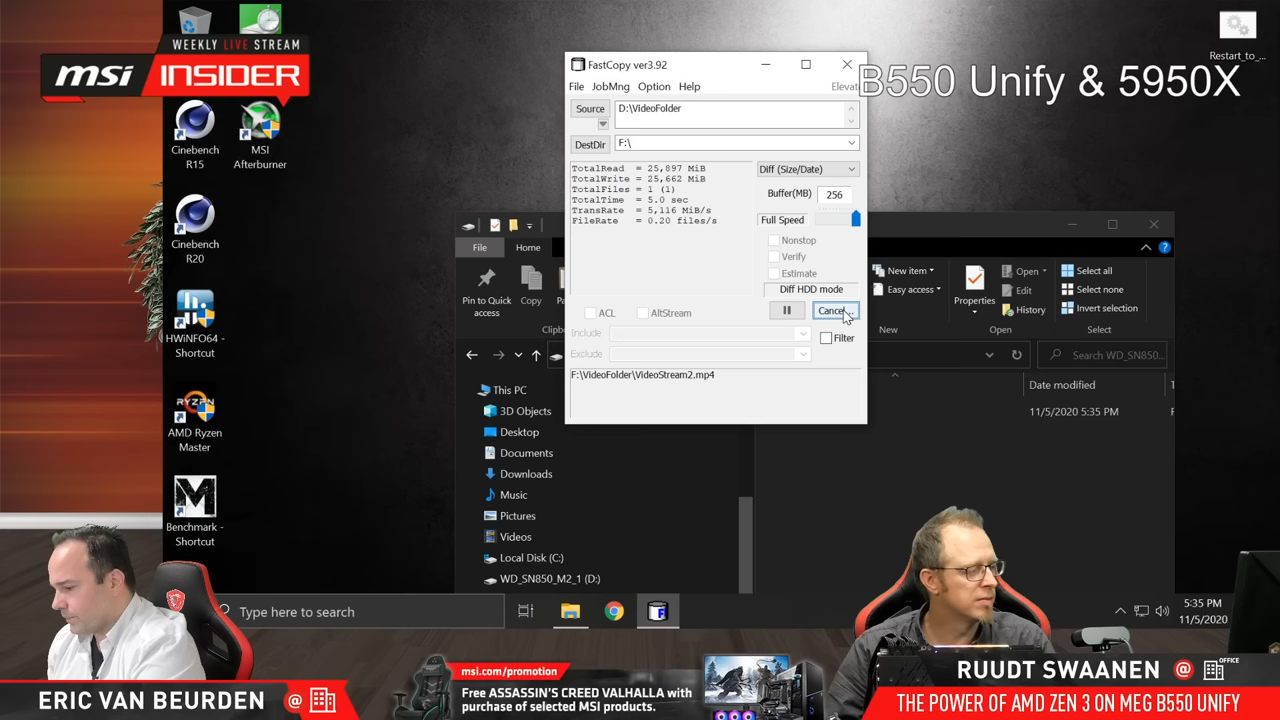 WEEKLY LIVE STREAM
msi INSIDER
Restart_to_...
B550 Unify & 5950X
Cinebench
R15
MSI
Afterburner
Cinebench
R20
HWiNFO64 -
Shortcut
AMD Ryzen
Master
Benchmark -
Shortcut
FastCopy ver3.92
File JobMng Option Help Elevate
Source D:\VideoFolder
DestDir F:\
TotalRead = 25,897 MiB
TotalWrite = 25,662 MiB
TotalFiles = 1 (1)
TotalTime = 5.0 sec
TransRate = 5,116 MiB/s
FileRate = 0.20 files/s
Diff (Size/Date)
Buffer(MB) 256
Full Speed
Nonstop
Verify
Estimate
Diff HDD mode
Cancel...
ACL AltStream
Include
Filter
Exclude
F:\VideoFolder\VideoStream2.mp4
File Home
Pin to Quick
access
Copy
New item
Easy access
New
Properties
Open
Edit
History
Open
Select all
Select none
Invert selection
Select
Search WD_SN850...
Date modified
11/5/2020 5:35 PM
This PC
3D Objects
Desktop
Documents
Downloads
Music
Pictures
Videos
Local Disk (C:)
WD_SN850_M2_1 (D:)
Type here to search
5:35 PM
11/5/2020
ERIC VAN BEURDEN @
msi.com/promotion
Free ASSASSIN'S CREED VALHALLA with
purchase of selected MSI products.
RUUDT SWAANEN @ OFFICE
THE POWER OF AMD ZEN 3 ON MEG B550 UNIFY